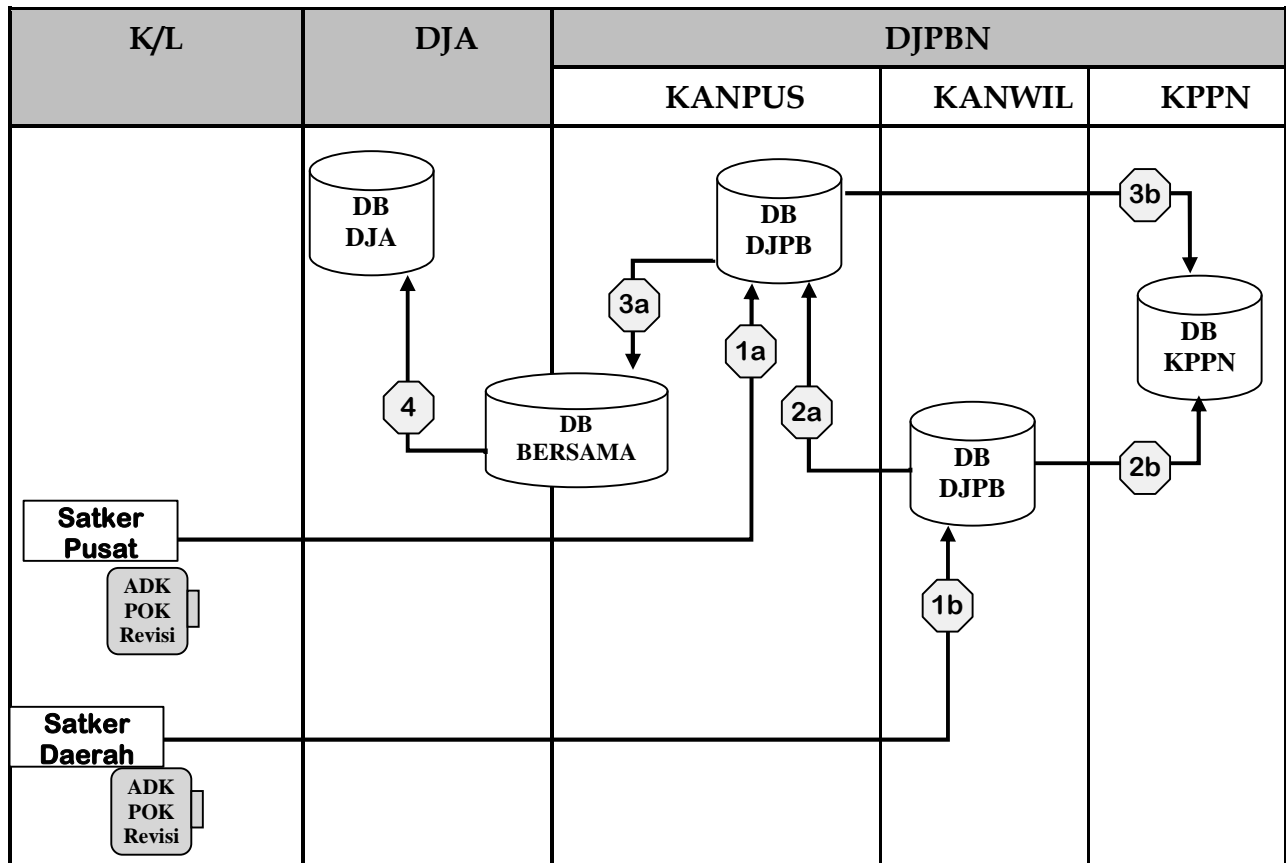 K/L
DJA
DJPBN
KANPUS
KANWIL
KPPN
DB
DJA
DB
DJPB
3b
3a
1a
DB
KPPN
4
2a
DB
BERSAMA
DB
DJPB
2b
Satker
Pusat
ADK
POK
Revisi
1b
Satker
Daerah
ADK
POK
Revisi